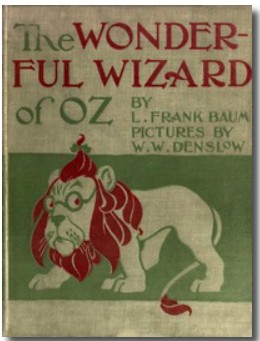 The WONDER-
FUL WIZARD
of OZ BY
L. FRANK BAUM
PICTURES BY
W. W. DENSLOW